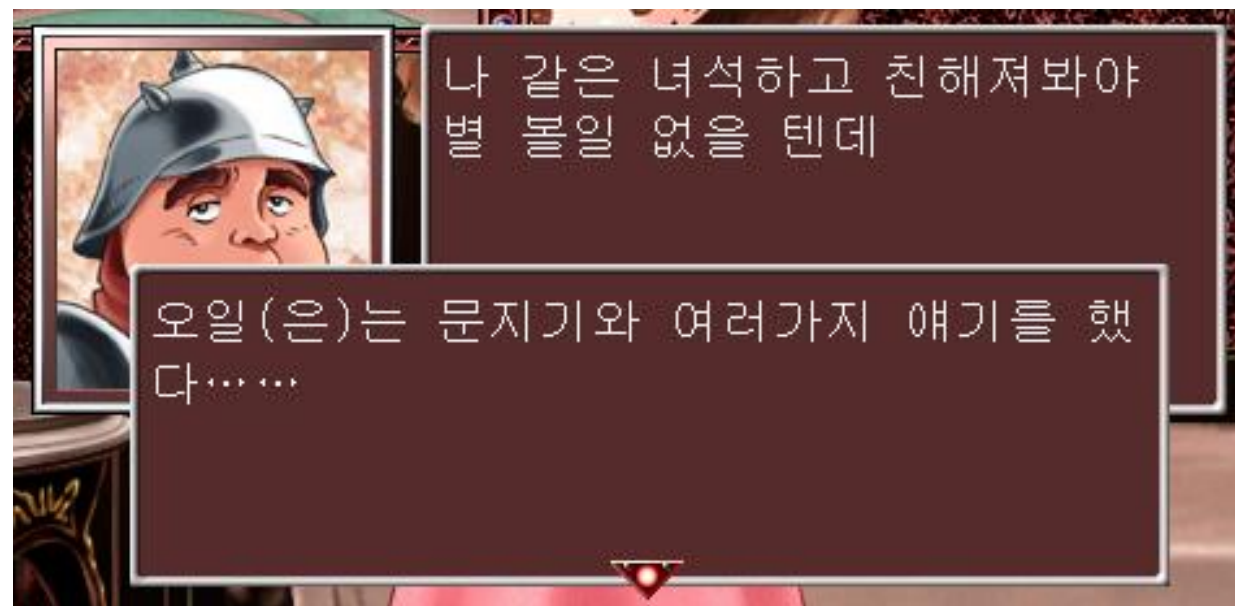 나 같은 녀석하고 친해져봐야
별 볼일 없을 텐데
오일(은)는 문지기와 여러가지 얘기를 했
다……